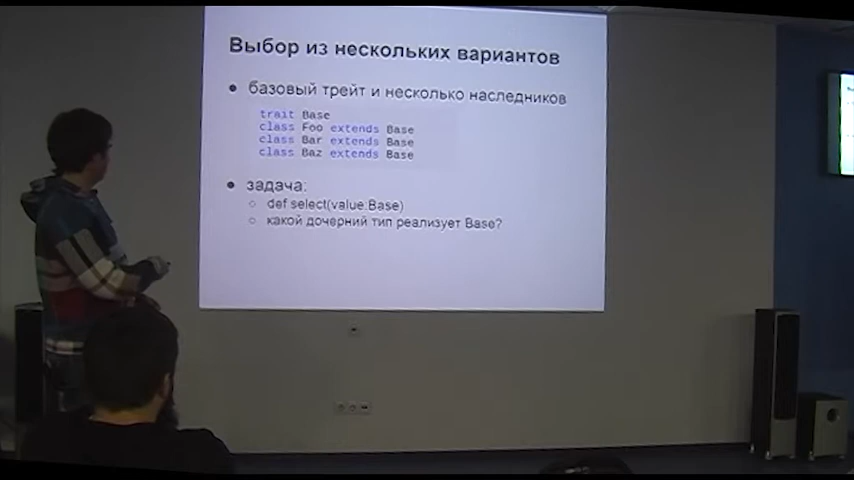 Выбор из нескольких вариантов
● базовый трейт и несколько наследников
trait Base
class Foo extends Base
class Bar extends Base
class Baz extends Base
● задача:
○ def select(value:Base)
○ какой дочерний тип реализует Base?